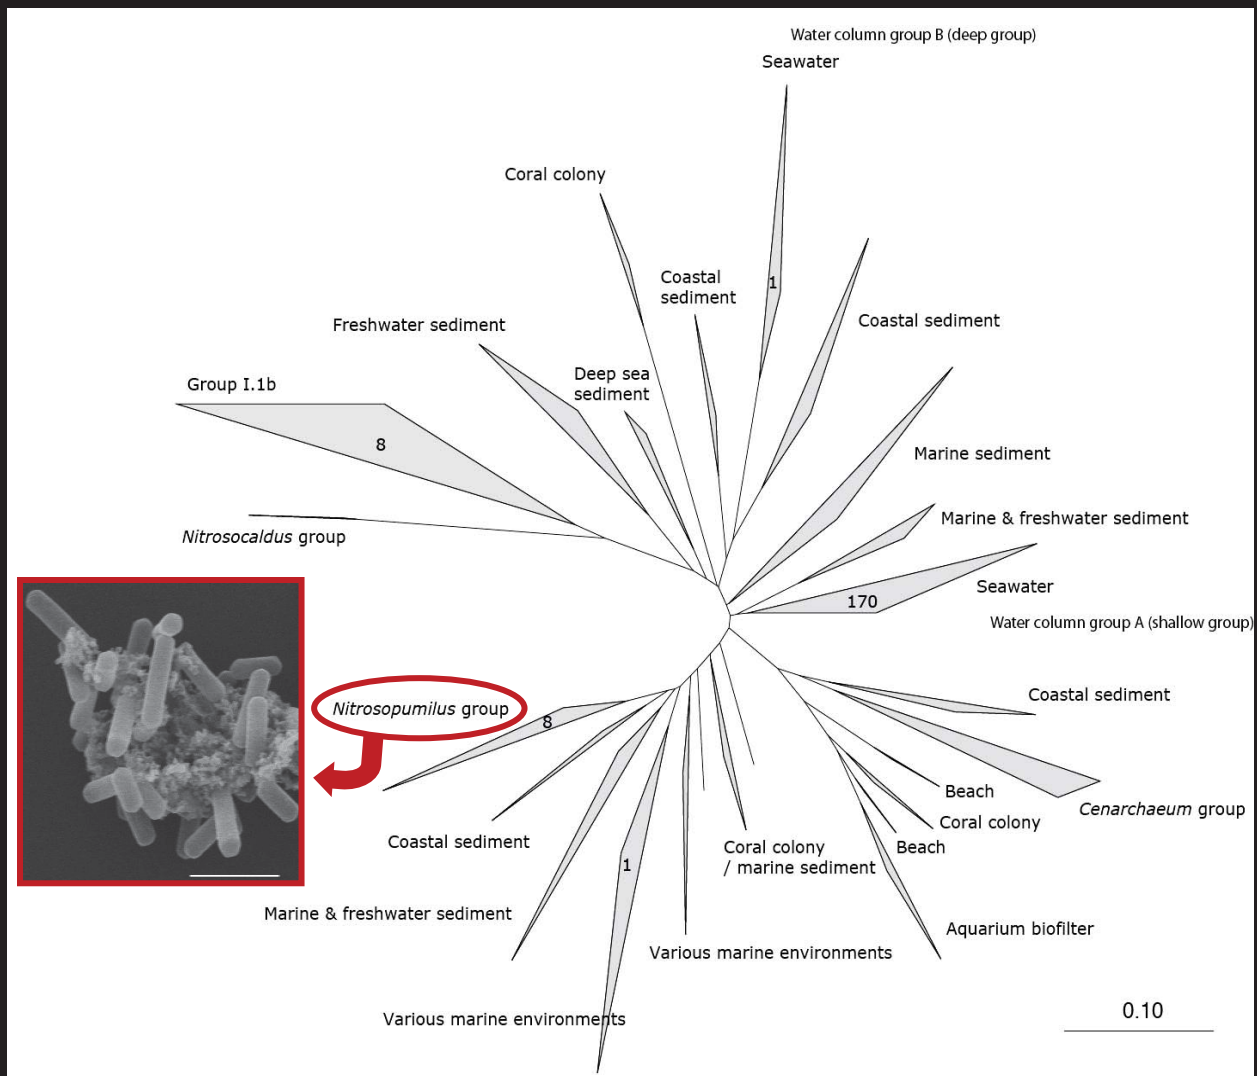 Water column group B (deep group)
Seawater
Coral colony
Coastal
sediment
1
Coastal sediment
Freshwater sediment
Deep sea
sediment
Group I.1b
8
Marine sediment
Marine & freshwater sediment
Nitrosocaldus group
Seawater
170
Water column group A (shallow group)
Nitrosopumilus group
8
Coastal sediment
Beach
Cenarchaeum group
Coral colony
Beach
Coastal sediment
Coral colony
/ marine sediment
1
Marine & freshwater sediment
Aquarium biofilter
Various marine environments
0.10
Various marine environments